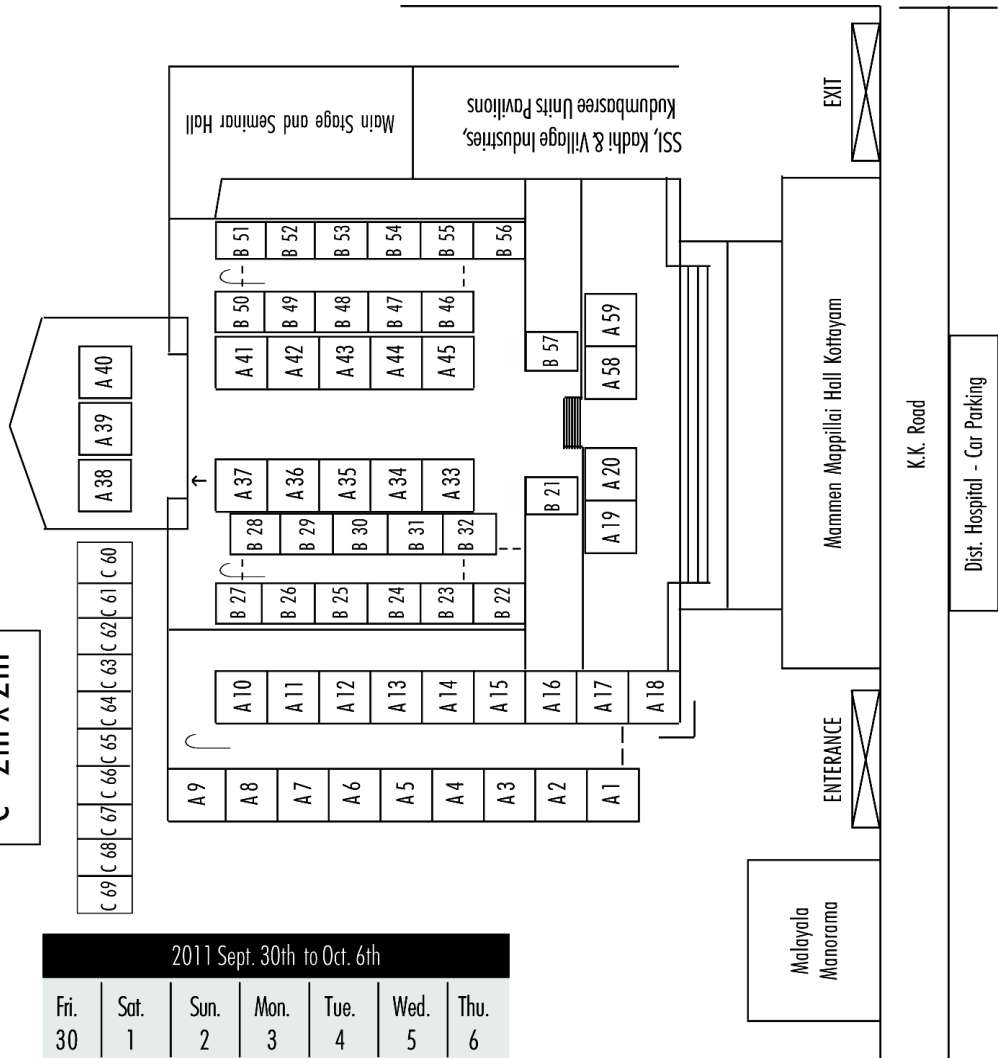 C - 2m x 2m
EXIT
SSI, Kadhi & Village Industries,
Kudumbasree Units Pavilions
Main Stage and Seminar Hall
B 51
B 52
B 53
B 54
B 55
B 56
B 50
B 49
B 48
B 47
B 46
A 41
A 42
A 43
A 44
A 45
B 57
A 59
A 58
A 40
A 39
A 38
A 37
A 36
A 35
A 34
A 33
B 28
B 29
B 30
B 31
B 32
B 27
B 26
B 25
B 24
B 23
B 22
B 21
A 20
A 19
C 60
C 61
C 62
C 63
C 64
C 65
C 66
C 67
C 68
C 69
A 10
A 11
A 12
A 13
A 14
A 15
A 16
A 17
A 18
A 9
A 8
A 7
A 6
A 5
A 4
A 3
A 2
A 1
Mammen Mappillai Hall Kottayam
K.K. Road
Dist. Hospital - Car Parking
ENTERANCE
Malayala
Manorama
2011 Sept. 30th to Oct. 6th
Fri. Sat. Sun. Mon. Tue. Wed. Thu.
30 1 2 3 4 5 6